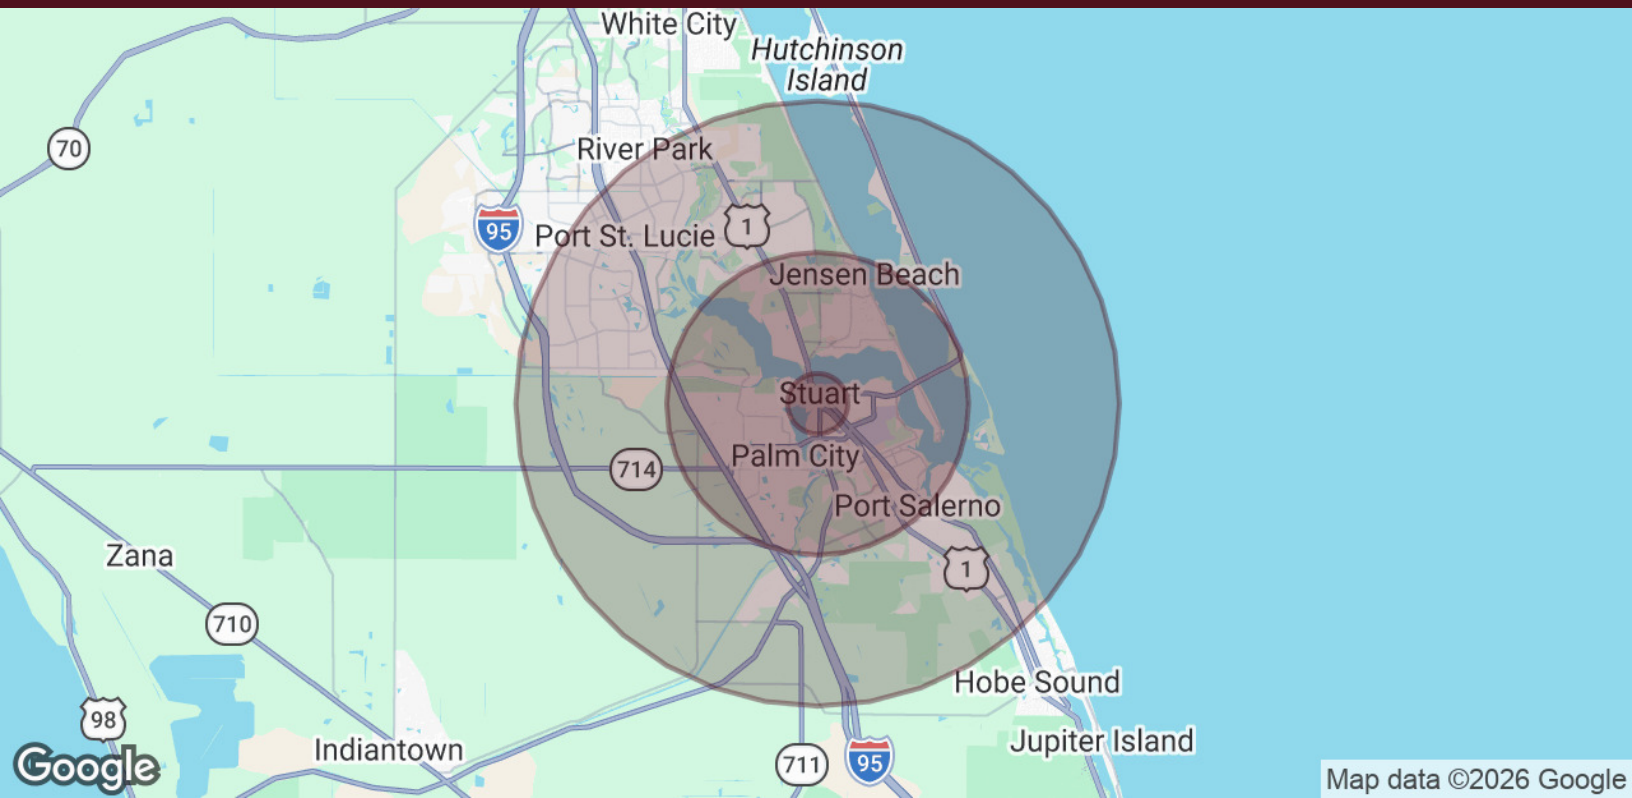 White City
Hutchinson
Island
70
River Park
95
Port St. Lucie
1
Jensen Beach
Stuart
Palm City
714
Port Salerno
Zana
1
710
Hobe Sound
98
Indiantown
Jupiter Island
711
95
Google
Map data ©2026 Google